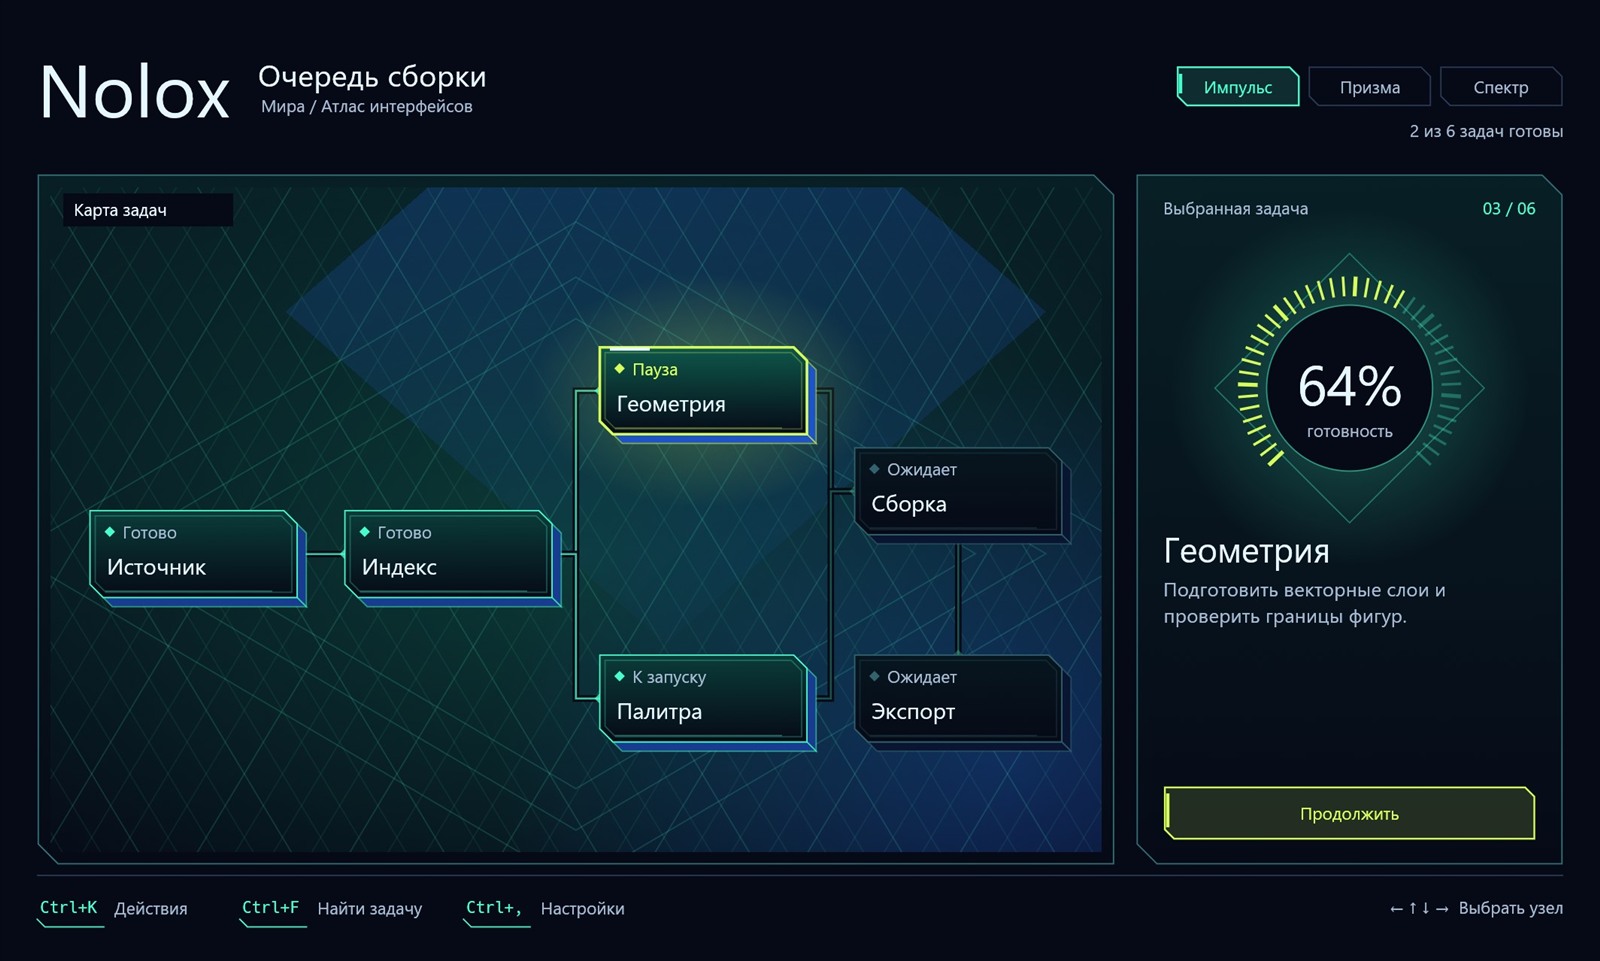 Nolox
Очередь сборки
Мира / Атлас интерфейсов
Импульс
Призма
Спектр
2 из 6 задач готовы
Карта задач
Пауза
Геометрия
Ожидает
Сборка
Готово
Источник
Готово
Индекс
К запуску
Палитра
Ожидает
Экспорт
Выбранная задача
03 / 06
64%
готовность
Геометрия
Подготовить векторные слои и
проверить границы фигур.
Продолжить
Ctrl+K Действия
Ctrl+F Найти задачу
Ctrl+, Настройки
← ↑ ↓ → Выбрать узел